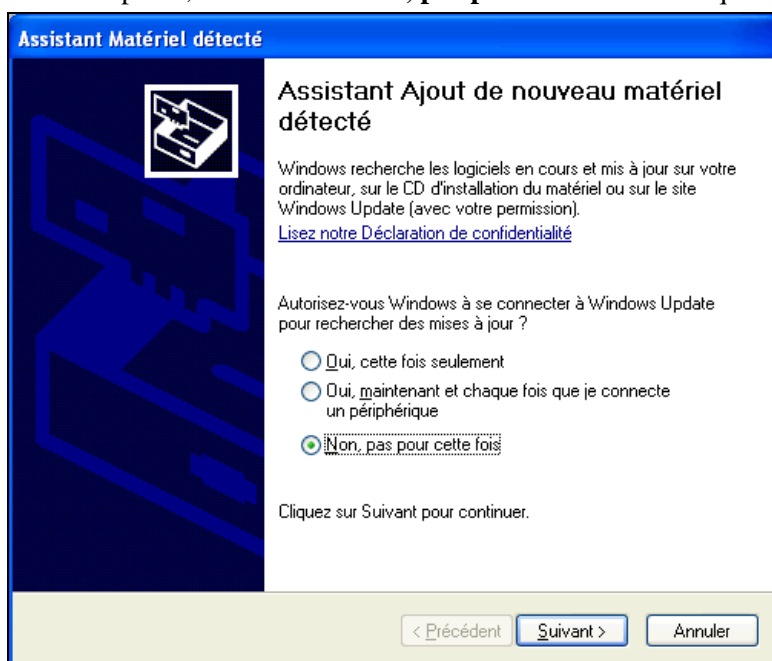 Assistant Matériel détecté
Assistant Ajout de nouveau matériel
détecté
Windows recherche les logiciels en cours et mis à jour sur votre
ordinateur, sur le CD d'installation du matériel ou sur le site
Windows Update (avec votre permission).
Lisez notre Déclaration de confidentialité
Autorisez-vous Windows à se connecter à Windows Update
pour rechercher des mises à jour ?
Oui, cette fois seulement
Oui, maintenant et chaque fois que je connecte
un périphérique
Non, pas pour cette fois
Cliquez sur Suivant pour continuer.
< Précédent Suivant > Annuler